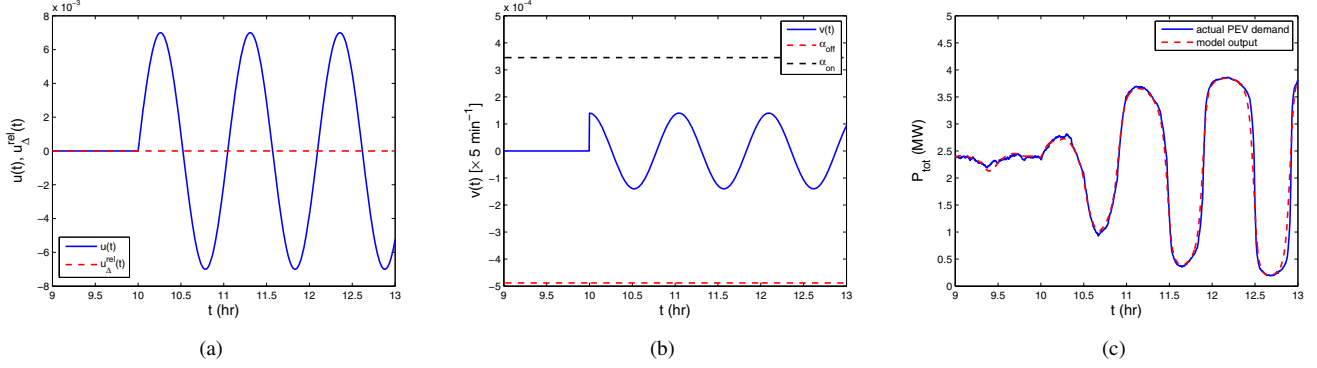 × 10⁻³
8
6
4
2
0
−2
−4
−6
−8
9 9.5 10 10.5 11 11.5 12 12.5 13
t (hr)
u(t), u_Δ^rel(t)
u(t)
u_Δ^rel(t)
(a)
× 10⁻⁴
5
4
3
2
1
0
−1
−2
−3
−4
−5
9 9.5 10 10.5 11 11.5 12 12.5 13
t (hr)
v(t) [× 5 min⁻¹]
v(t)
α_off
α_on
(b)
5
4.5
4
3.5
3
2.5
2
1.5
1
0.5
0
9 9.5 10 10.5 11 11.5 12 12.5 13
t (hr)
P_tot (MW)
actual PEV demand
model output
(c)